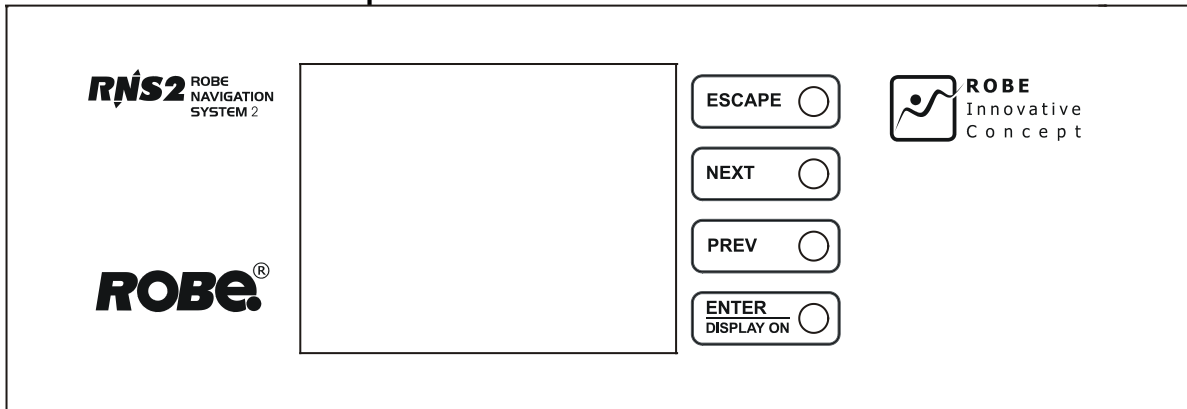 RNS2 ROBE
NAVIGATION
SYSTEM 2
ROBE®
ESCAPE
NEXT
PREV
ENTER
DISPLAY ON
ROBE
Innovative
Concept